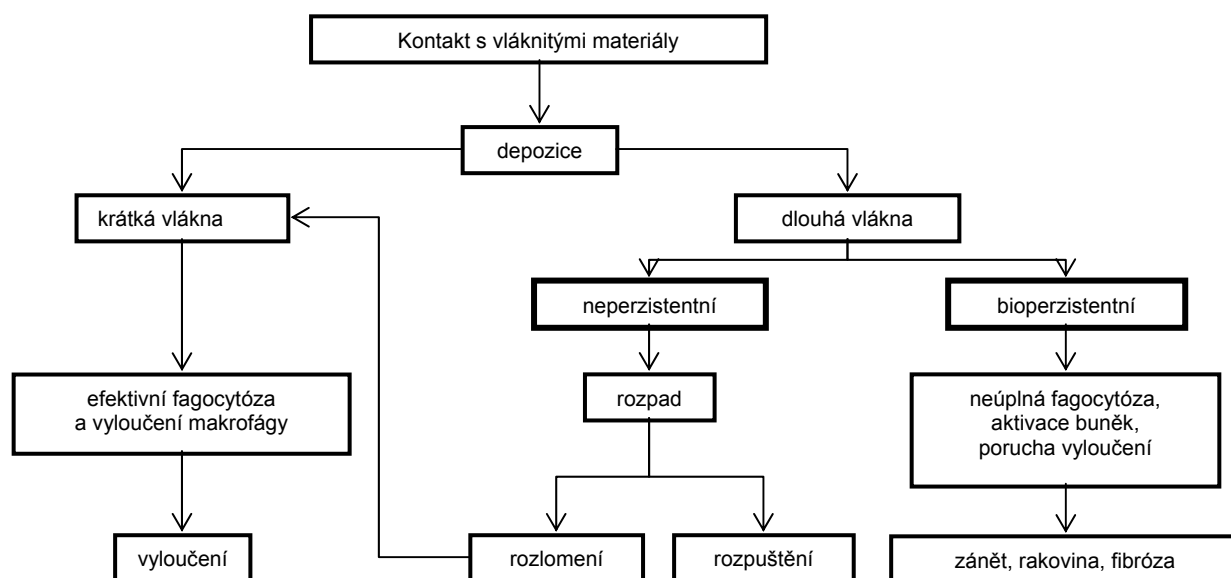 Kontakt s vláknitými materiály
depozice
krátká vlákna
dlouhá vlákna
neperzistentní
bioperzistentní
efektivní fagocytóza
a vyloučení makrofágy
rozpad
neúplná fagocytóza,
aktivace buněk,
porucha vyloučení
vyloučení
rozlomení
rozpuštění
zánět, rakovina, fibróza